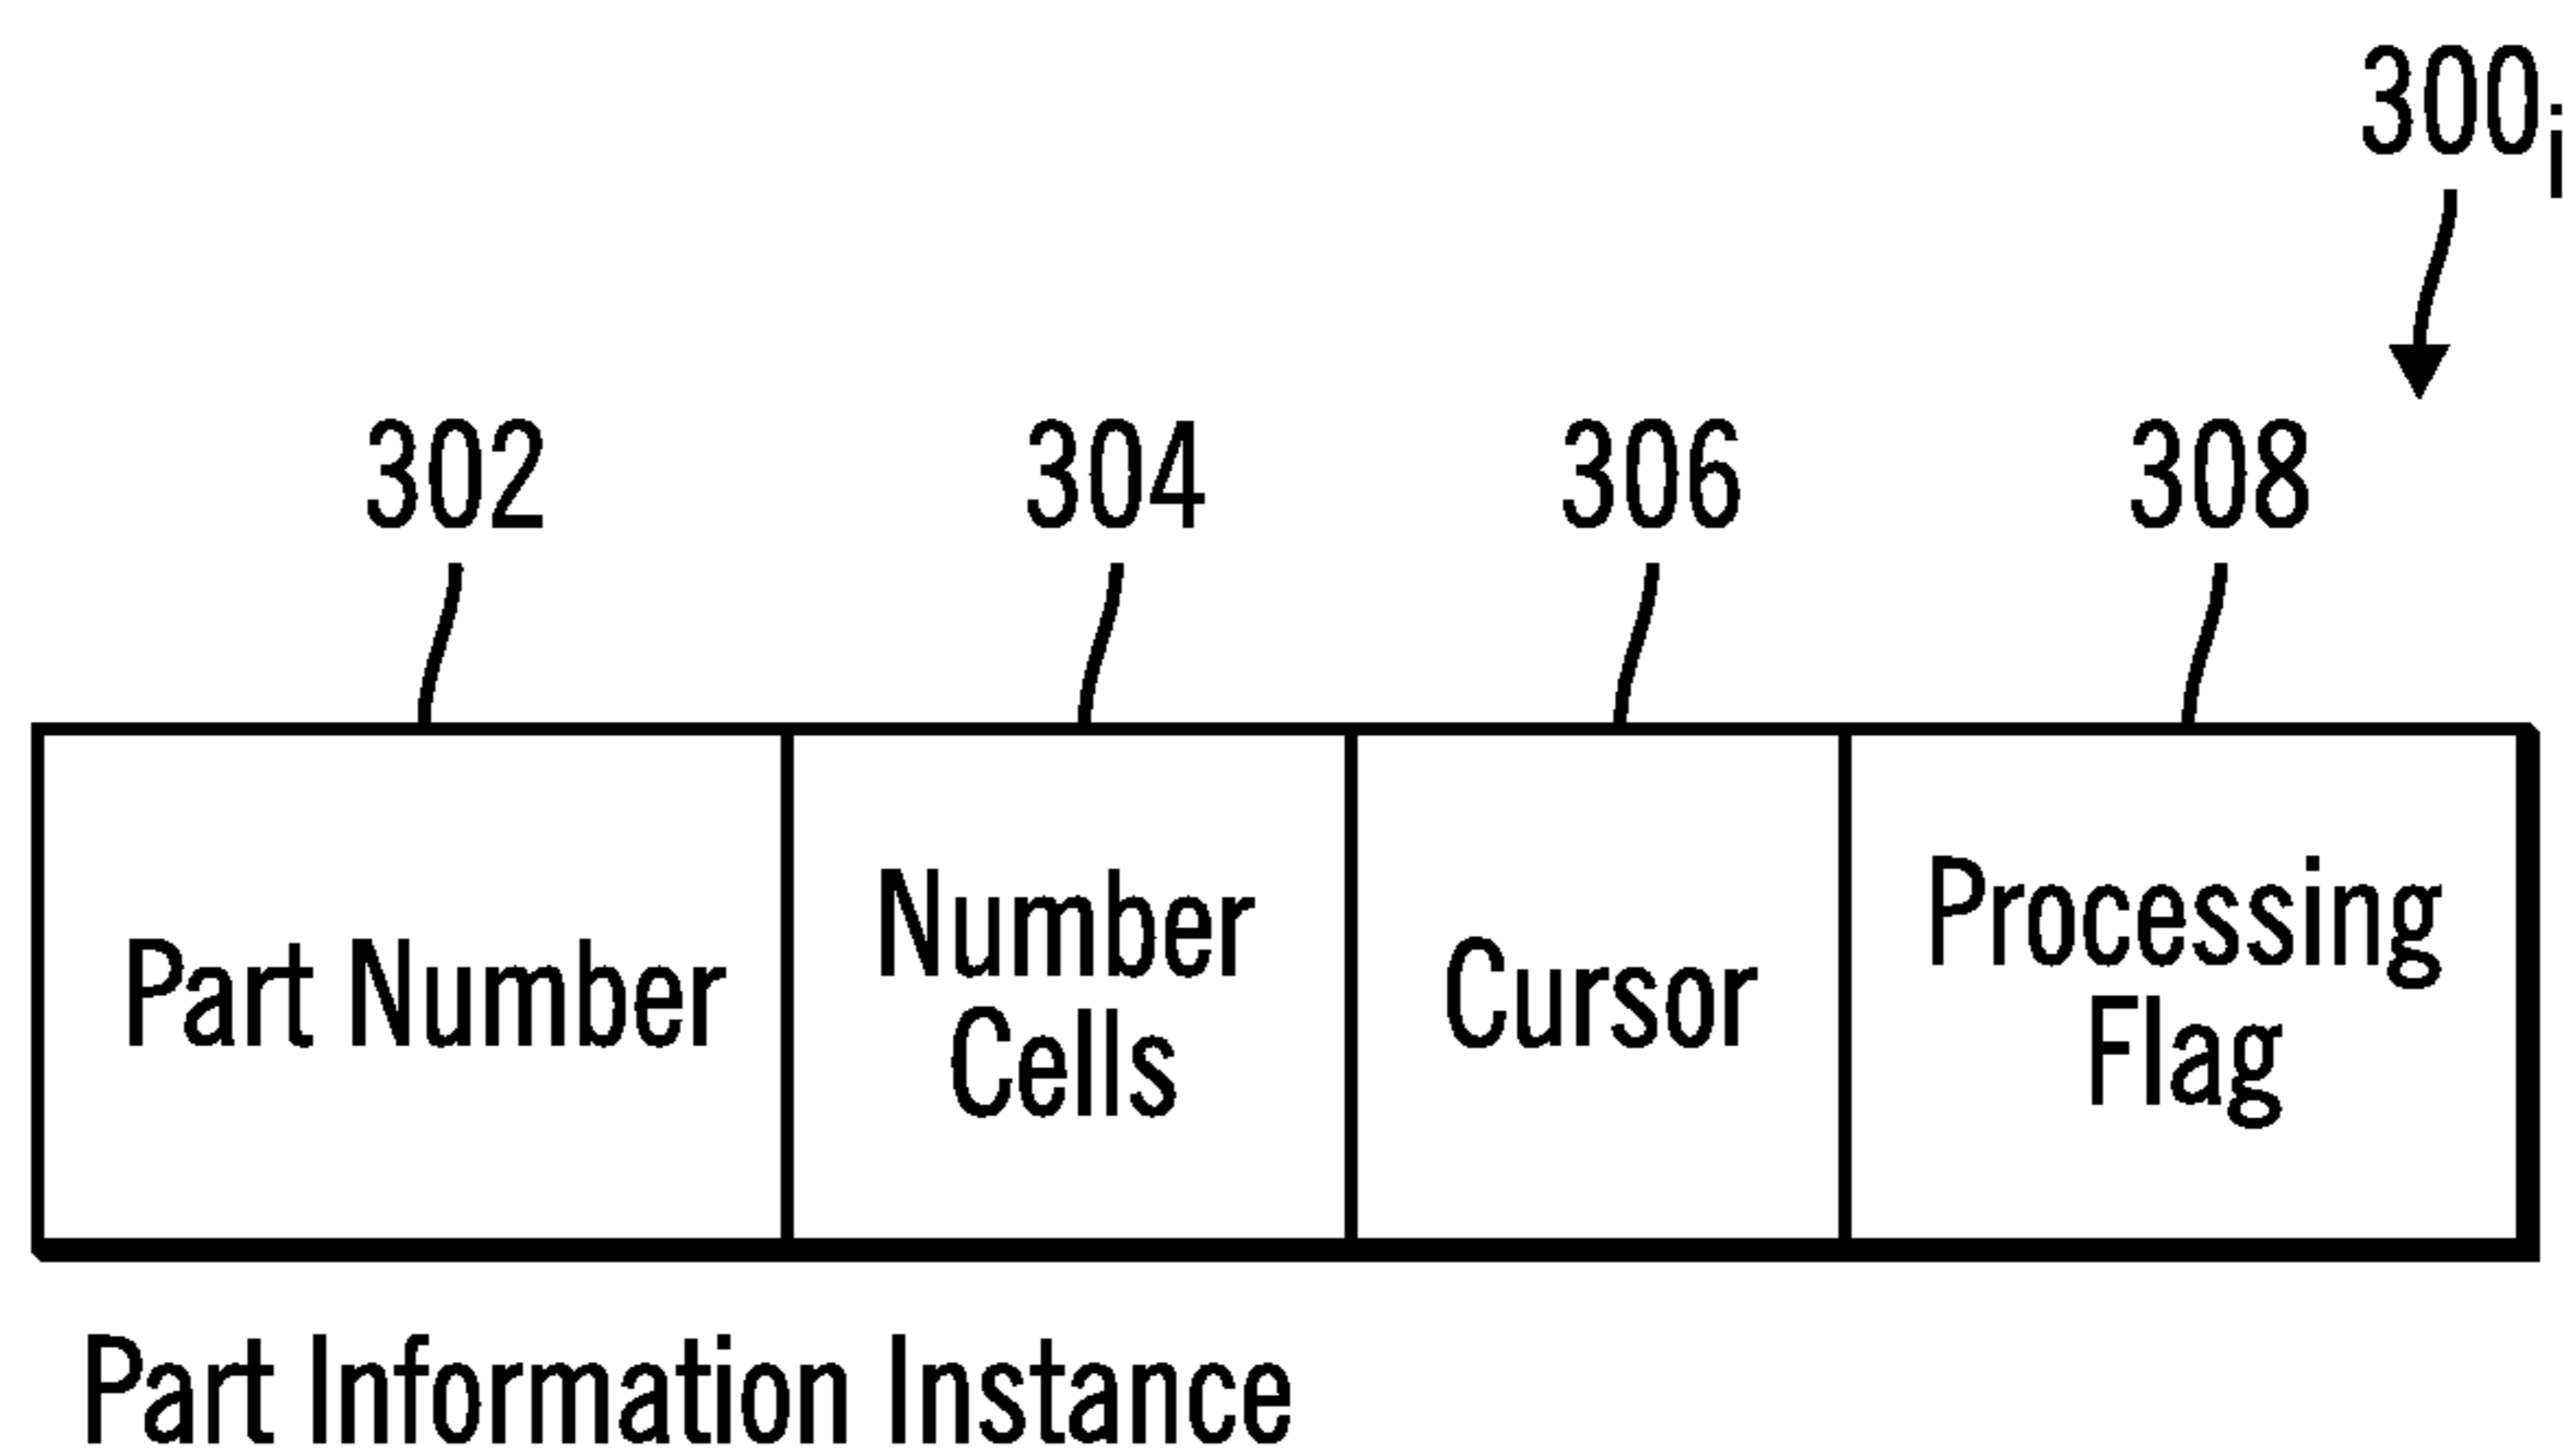 300i
302 304 306 308
Part Number
Number
Cells
Cursor
Processing
Flag
Part Information Instance